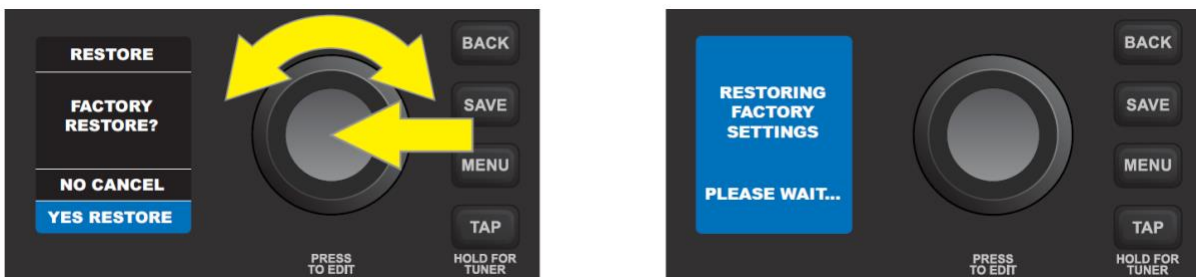 RESTORE
FACTORY
RESTORE?
NO CANCEL
YES RESTORE
BACK
SAVE
MENU
TAP
PRESS
TO EDIT
HOLD FOR
TUNER
RESTORING
FACTORY
SETTINGS
PLEASE WAIT...
BACK
SAVE
MENU
TAP
PRESS
TO EDIT
HOLD FOR
TUNER